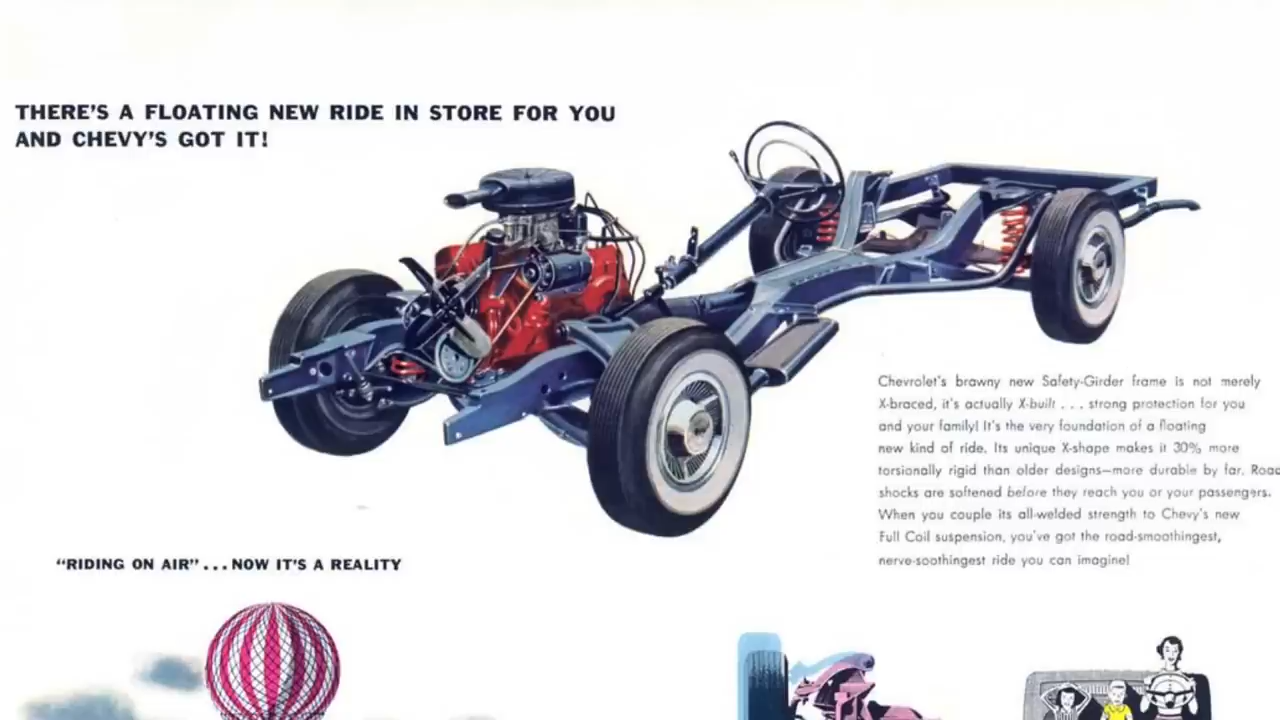 THERE'S A FLOATING NEW RIDE IN STORE FOR YOU
AND CHEVY'S GOT IT!
Chevrolet's brawny new Safety-Girder frame is not merely
X-braced, it's actually X-built . . . strong protection for you
and your family! It's the very foundation of a floating
new kind of ride. Its unique X-shape makes it 30% more
torsionally rigid than older designs—more durable by far. Road
shocks are softened before they reach you or your passengers.
When you couple its all-welded strength to Chevy's new
Full Coil suspension, you've got the road-smoothingest,
nerve-soothingest ride you can imagine!
"RIDING ON AIR" . . . NOW IT'S A REALITY